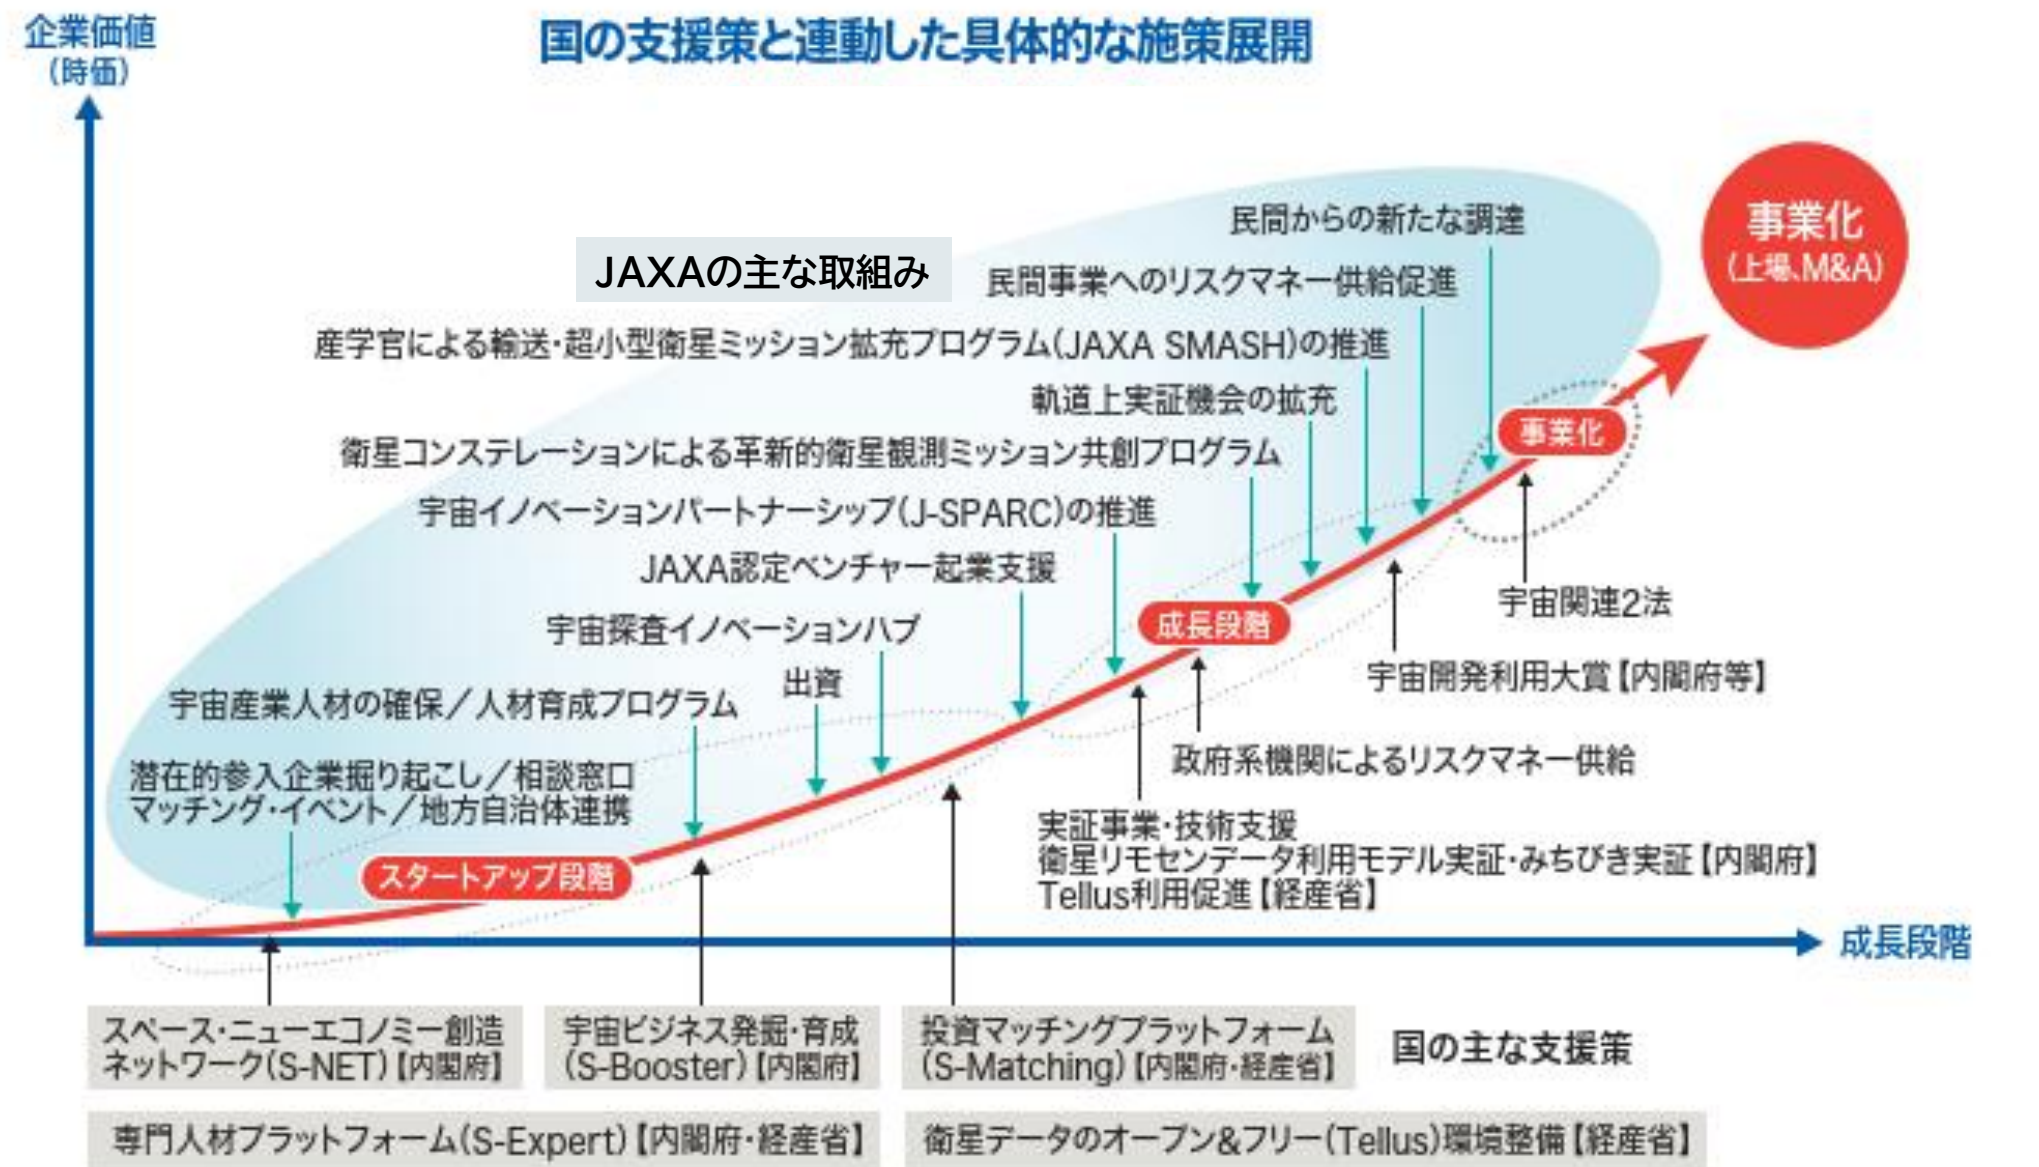 企業価値
（時価）
国の支援策と連動した具体的な施策展開
事業化
（上場、M&A）
民間からの新たな調達
JAXAの主な取組み
民間事業へのリスクマネー供給促進
産学官による輸送・超小型衛星ミッション拡充プログラム（JAXA SMASH）の推進
軌道上実証機会の拡充
事業化
衛星コンステレーションによる革新的衛星観測ミッション共創プログラム
宇宙イノベーションパートナーシップ（J-SPARC）の推進
JAXA認定ベンチャー起業支援
宇宙関連2法
宇宙探査イノベーションハブ
成長段階
出資
宇宙開発利用大賞【内閣府等】
宇宙産業人材の確保／人材育成プログラム
政府系機関によるリスクマネー供給
潜在的参入企業掘り起こし／相談窓口
マッチング・イベント／地方自治体連携
実証事業・技術支援
衛星リモセンデータ利用モデル実証・みちびき実証【内閣府】
Tellus利用促進【経産省】
スタートアップ段階
成長段階
スペース・ニューエコノミー創造
ネットワーク（S-NET）【内閣府】
宇宙ビジネス発掘・育成
（S-Booster）【内閣府】
投資マッチングプラットフォーム
（S-Matching）【内閣府・経産省】
国の主な支援策
専門人材プラットフォーム（S-Expert）【内閣府・経産省】
衛星データのオープン&フリー（Tellus）環境整備【経産省】